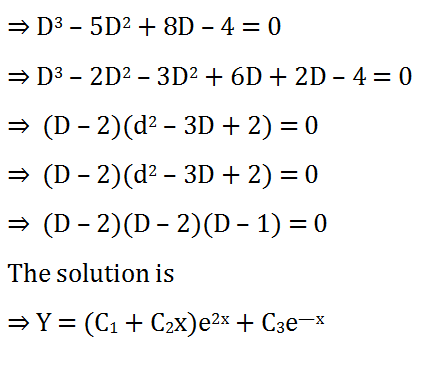 ⇒ D³ – 5D² + 8D – 4 = 0
⇒ D³ – 2D² – 3D² + 6D + 2D – 4 = 0
⇒ (D – 2)(d² – 3D + 2) = 0
⇒ (D – 2)(d² – 3D + 2) = 0
⇒ (D – 2)(D – 2)(D – 1) = 0
The solution is
⇒ Y = (C₁ + C₂x)e²ˣ + C₃e⁻ˣ